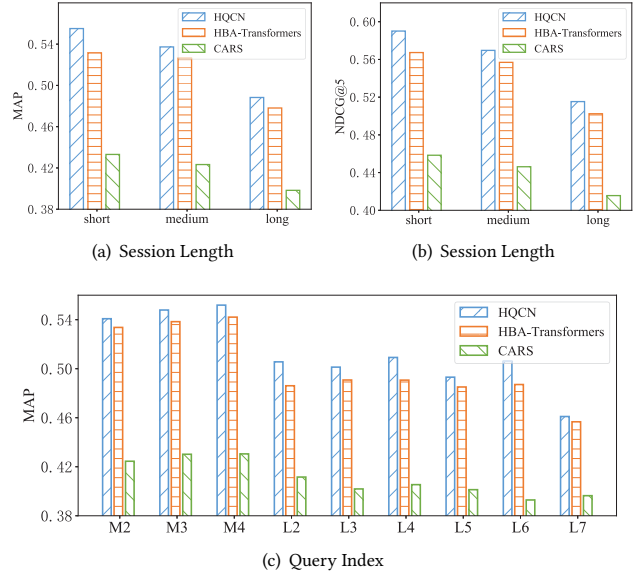 0.54
0.50
0.46
0.42
0.38
MAP
HQCN
HBA-Transformers
CARS
short medium long
(a) Session Length
0.60
0.56
0.52
0.48
0.44
0.40
NDCG@5
HQCN
HBA-Transformers
CARS
short medium long
(b) Session Length
0.54
0.50
0.46
0.42
0.38
MAP
HQCN
HBA-Transformers
CARS
M2 M3 M4 L2 L3 L4 L5 L6 L7
(c) Query Index